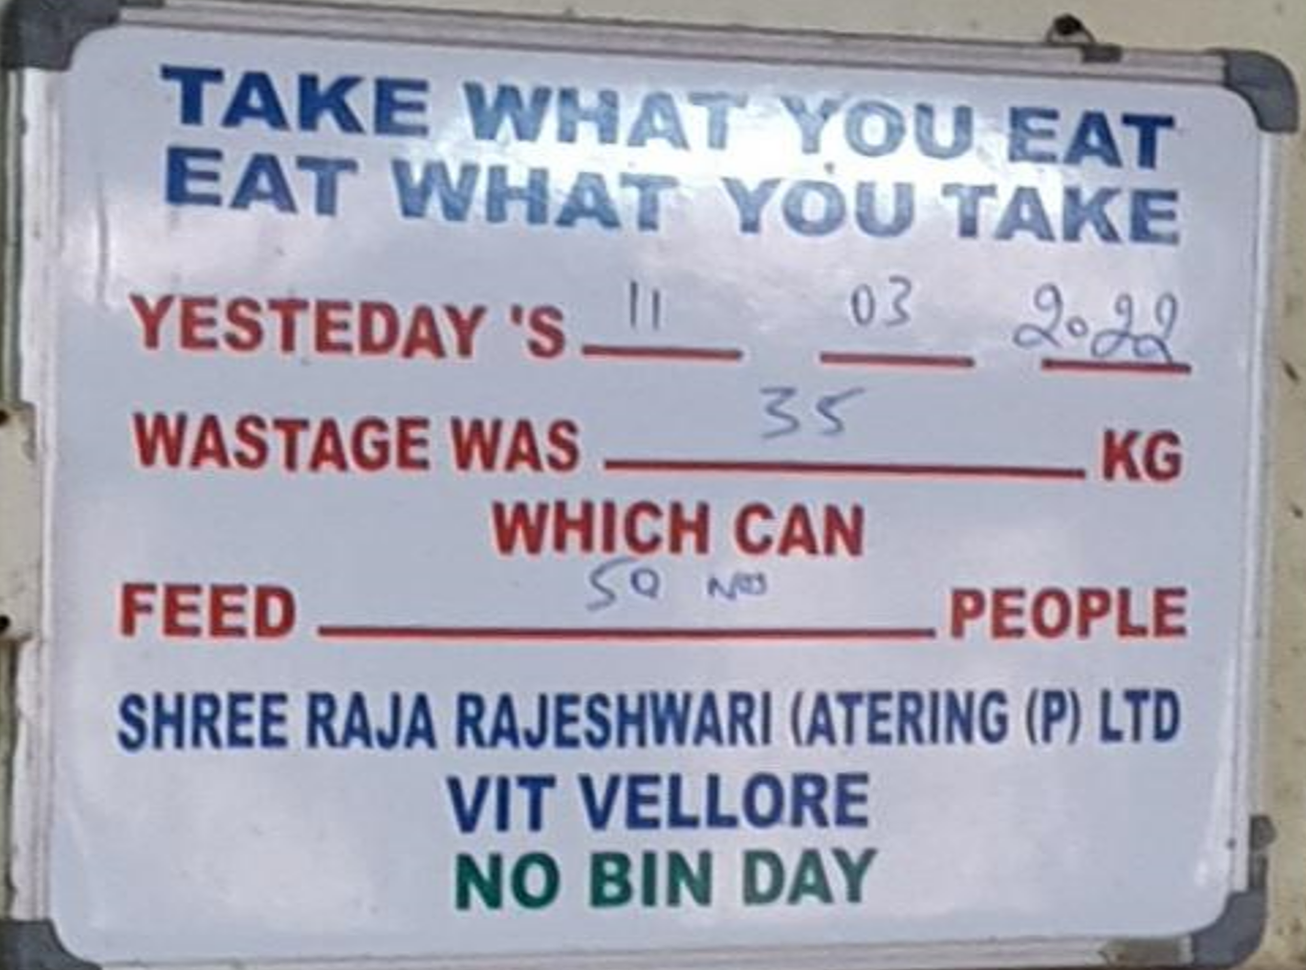 TAKE WHAT YOU EAT
EAT WHAT YOU TAKE
YESTEDAY 'S 11 03 2022
WASTAGE WAS 35 KG
WHICH CAN
FEED 50 Nos PEOPLE
SHREE RAJA RAJESHWARI (ATERING (P) LTD
VIT VELLORE
NO BIN DAY